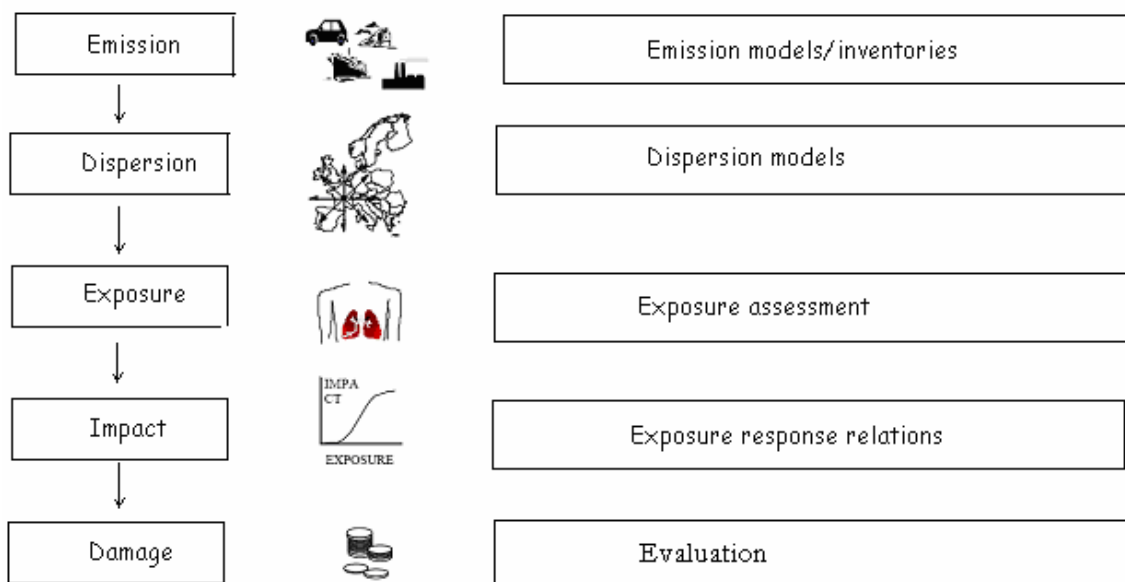 Emission
Emission models/inventories
Dispersion
Dispersion models
Exposure
Exposure assessment
IMPA
CT
Impact
Exposure response relations
EXPOSURE
Damage
Evaluation